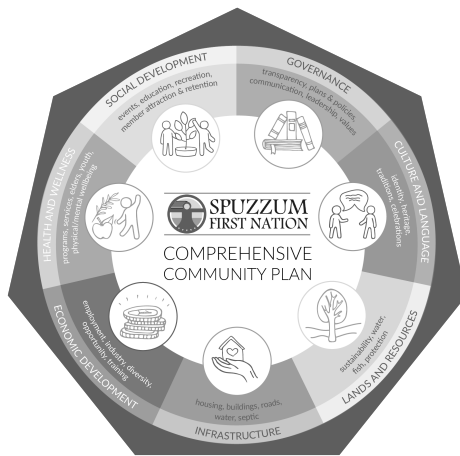 SOCIAL DEVELOPMENT
events, education, recreation,
member attraction & retention
GOVERNANCE
transparency, plans & policies,
communication, leadership, values
CULTURE AND LANGUAGE
identity, heritage,
traditions, celebrations
LANDS AND RESOURCES
sustainability, water,
fish, protection
INFRASTRUCTURE
housing, buildings, roads,
water, septic
ECONOMIC DEVELOPMENT
employment, industry, diversity,
opportunity, training
HEALTH AND WELLNESS
programs, services, elders, youth,
physical/mental wellbeing
SPUZZUM
FIRST NATION
COMPREHENSIVE
COMMUNITY PLAN